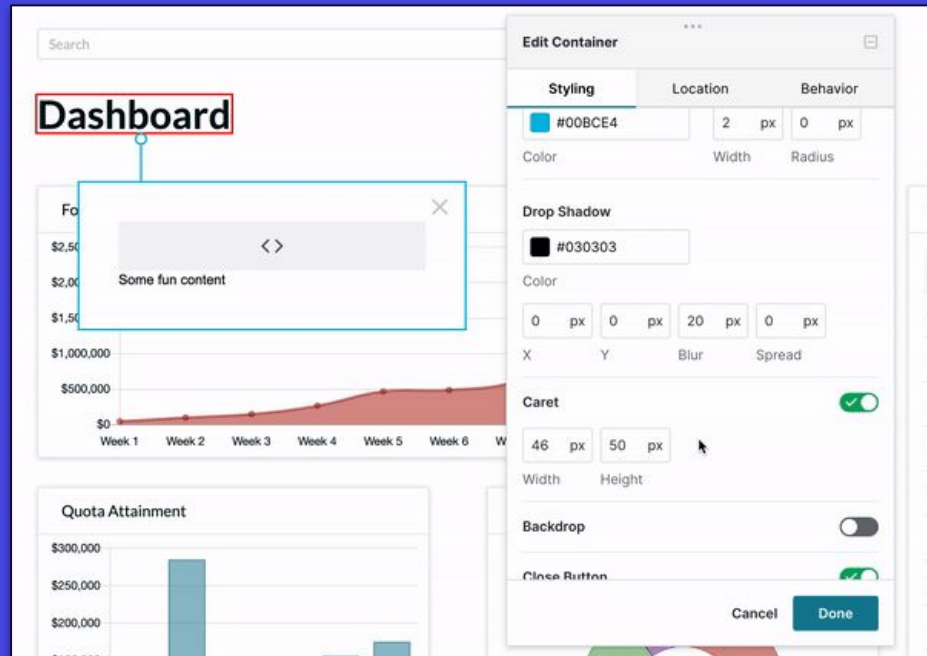 Search
Dashboard
Fo
$2,50
$2,00
$1,50
$1,000,000
$500,000
$0
Week 1 Week 2 Week 3 Week 4 Week 5 Week 6 W
<>
Some fun content
Quota Attainment
$300,000
$250,000
$200,000
Edit Container
Styling Location Behavior
#00BCE4 2 px 0 px
Color Width Radius
Drop Shadow
#030303
Color
0 px 0 px 20 px 0 px
X Y Blur Spread
Caret
46 px 50 px
Width Height
Backdrop
Close Button
Cancel Done